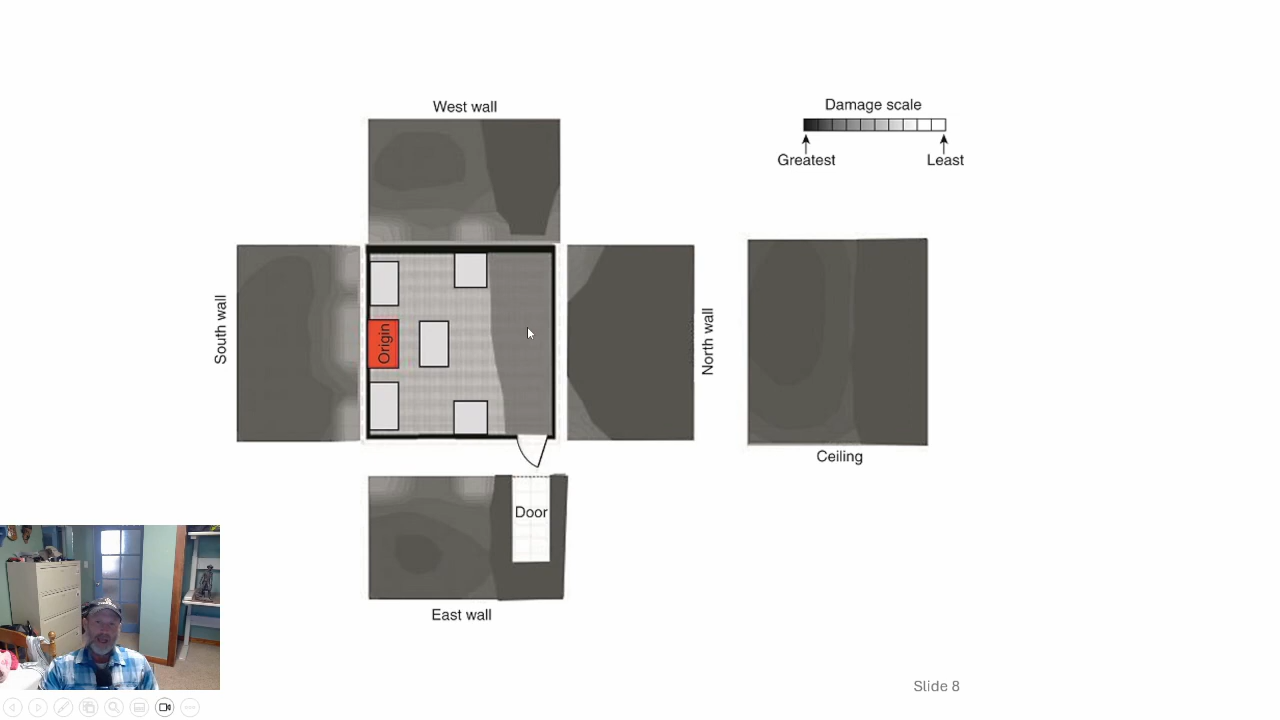 West wall
Damage scale
Greatest
Least
South wall
Origin
North wall
Ceiling
Door
East wall
Slide 8